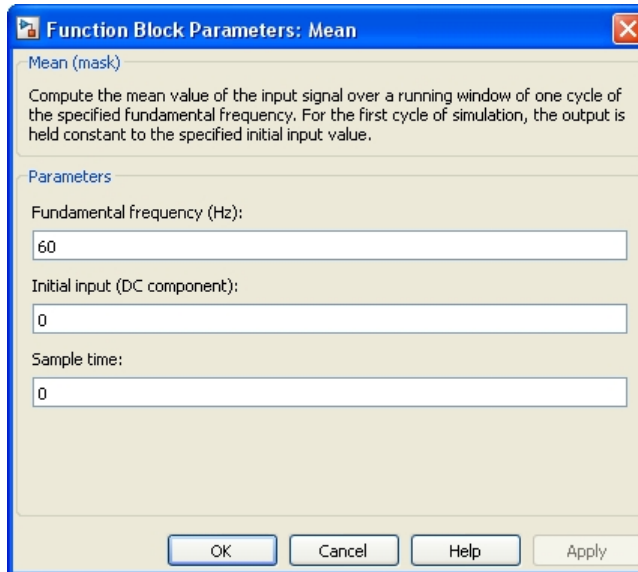 Function Block Parameters: Mean
Mean (mask)
Compute the mean value of the input signal over a running window of one cycle of
the specified fundamental frequency. For the first cycle of simulation, the output is
held constant to the specified initial input value.
Parameters
Fundamental frequency (Hz):
60
Initial input (DC component):
0
Sample time:
0
OK Cancel Help Apply